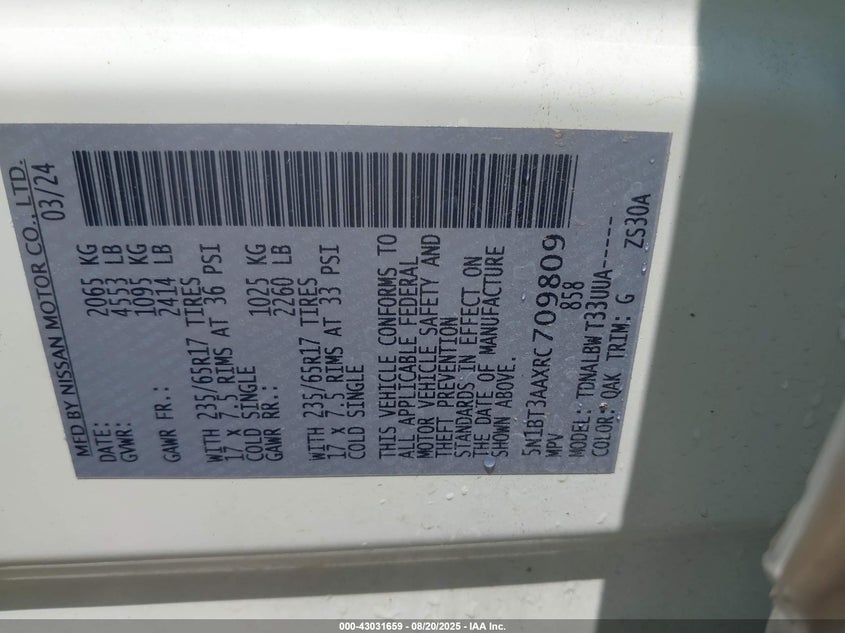 MFD BY NISSAN MOTOR CO., LTD.
DATE: 03/24
GVWR: 2065 KG
4553 LB
1095 KG
GAWR FR.: 2414 LB
WITH 235/65R17 TIRES
17 X 7.5 RIMS AT 36 PSI
COLD SINGLE
GAWR RR.: 1025 KG
2260 LB
WITH 235/65R17 TIRES
17 X 7.5 RIMS AT 33 PSI
COLD SINGLE
THIS VEHICLE CONFORMS TO
ALL APPLICABLE FEDERAL
MOTOR VEHICLE SAFETY AND
THEFT PREVENTION
STANDARDS IN EFFECT ON
THE DATE OF MANUFACTURE
SHOWN ABOVE.
5N1BT3AAXRC709809
MPV 858
MODEL: TDNALBWT33UUA-----
COLOR: QAK TRIM: G ZS30A
000-43031659 - 08/20/2025 - IAA Inc.